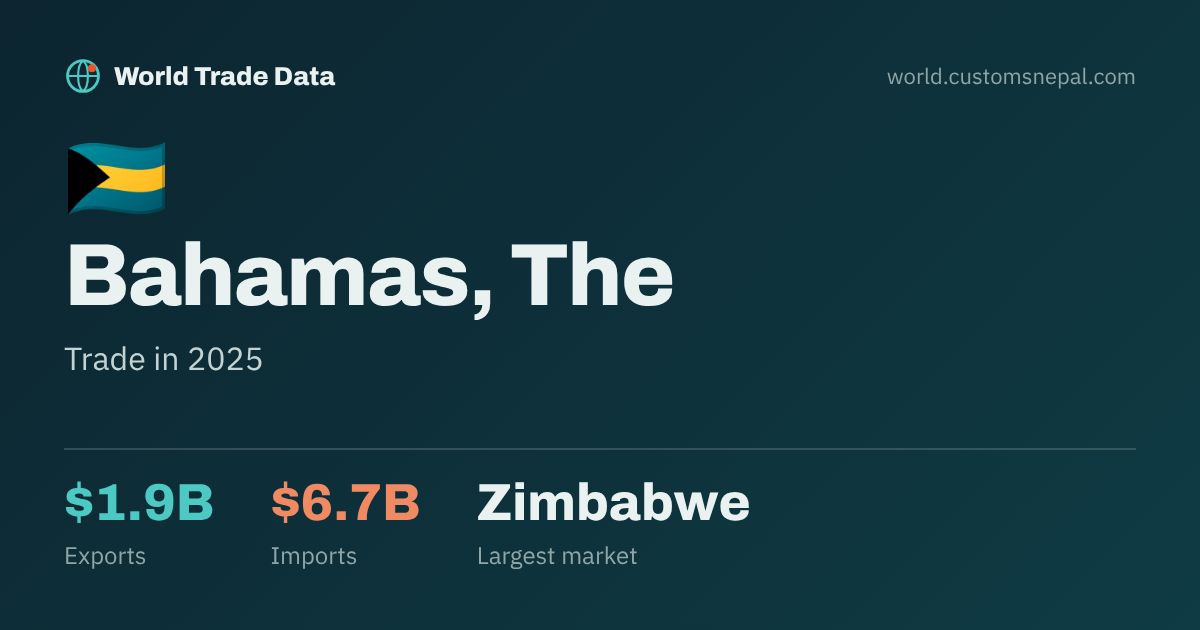 World Trade Data
world.customsnepal.com
Bahamas, The
Trade in 2025
$1.9B $6.7B Zimbabwe
Exports Imports Largest market